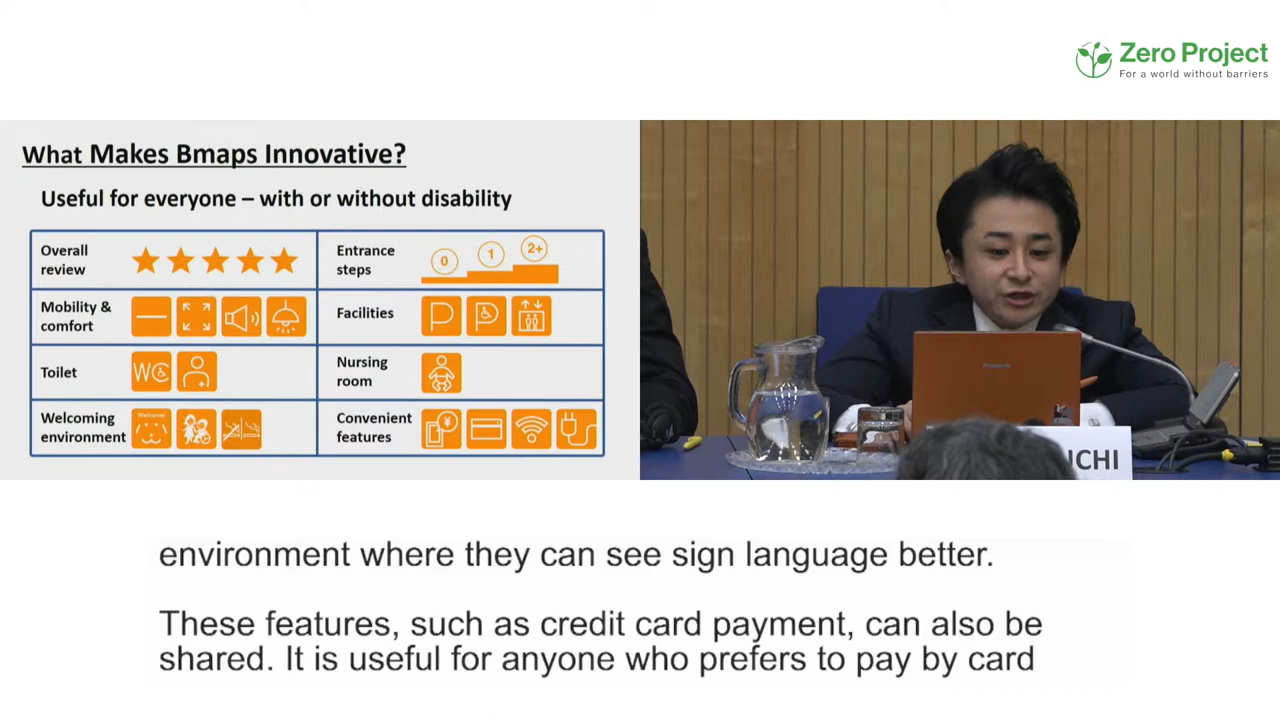 Zero Project
For a world without barriers
What Makes Bmaps Innovative?
Useful for everyone – with or without disability
Overall
review
Entrance
steps
0
1
2+
Mobility &
comfort
Facilities
P
P
Toilet
WC
Nursing
room
Welcoming
environment
Welcome!
Convenient
features
¥
Panasonic
UCHI
environment where they can see sign language better.
These features, such as credit card payment, can also be
shared. It is useful for anyone who prefers to pay by card